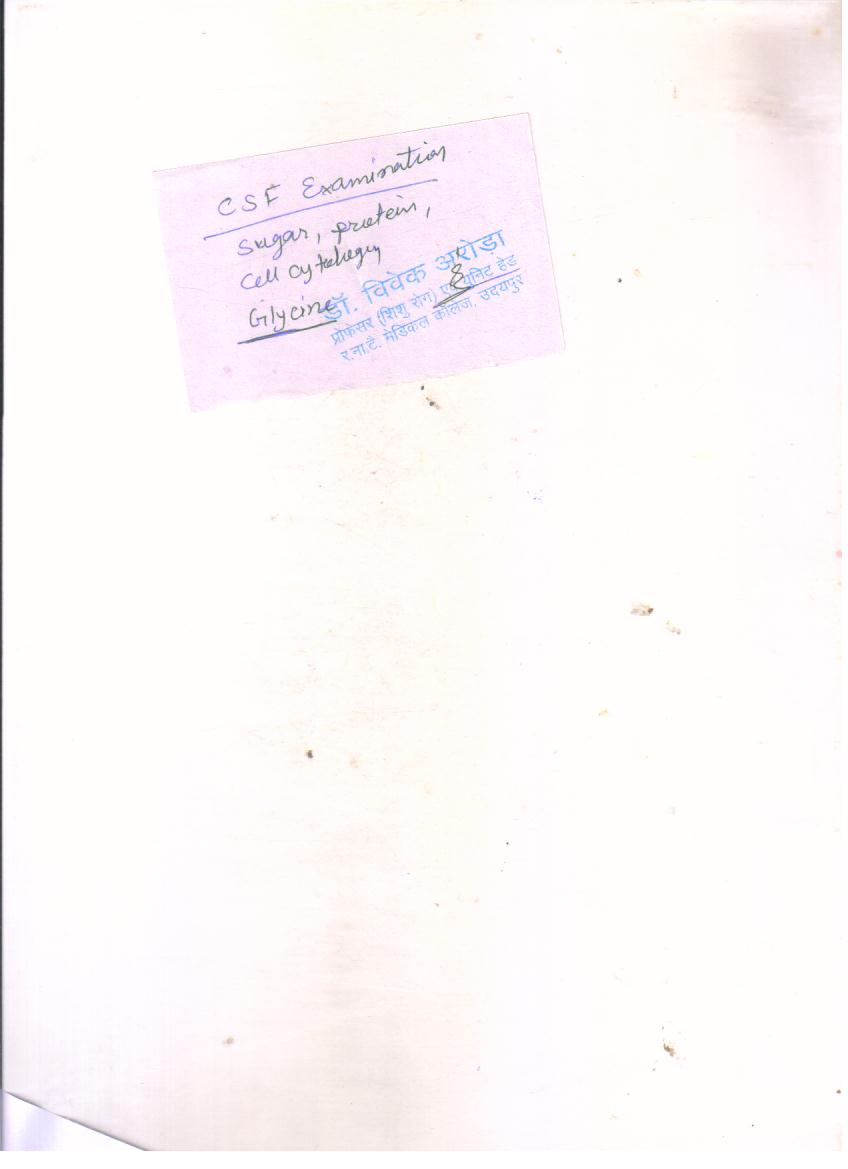 CSF Examination
Sugar, protein,
Cell Cytology
Glycine
डॉ. विवेक अरोड़ा
प्रोफेसर (शिशु रोग) एवं यूनिट हेड
र.ना.टै. मेडिकल कॉलेज, उदयपुर